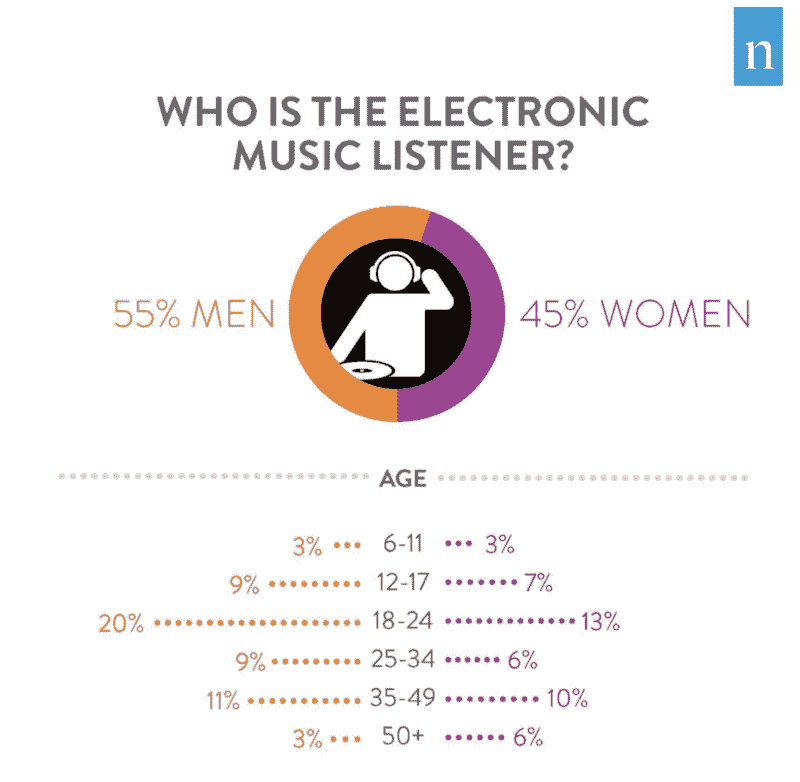 n
WHO IS THE ELECTRONIC
MUSIC LISTENER?
55% MEN
45% WOMEN
AGE
3% 6-11 3%
9% 12-17 7%
20% 18-24 13%
9% 25-34 6%
11% 35-49 10%
3% 50+ 6%